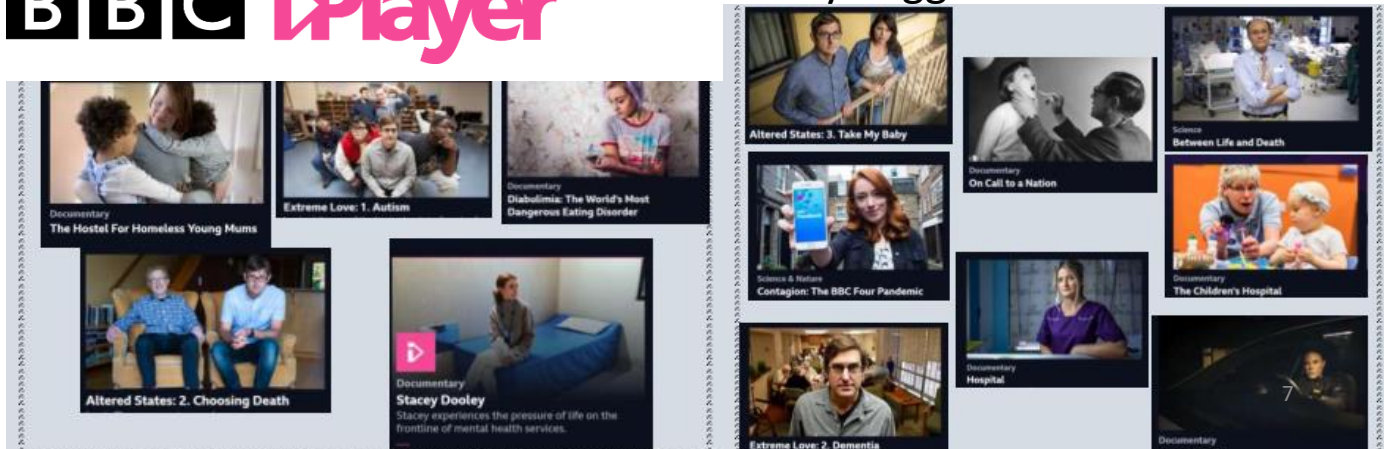 BBC iPlayer
Documentary
The Hostel For Homeless Young Mums
Extreme Love: 1. Autism
Documentary
Diabulimia: The World's Most
Dangerous Eating Disorder
Altered States: 2. Choosing Death
Documentary
Stacey Dooley
Stacey experiences the pressure of life on the
frontline of mental health services.
Altered States: 3. Take My Baby
Documentary
On Call to a Nation
Science
Between Life and Death
Science & Nature
Contagion: The BBC Four Pandemic
Documentary
The Children's Hospital
Documentary
Hospital
Extreme Love: 2. Dementia
7
Documentary